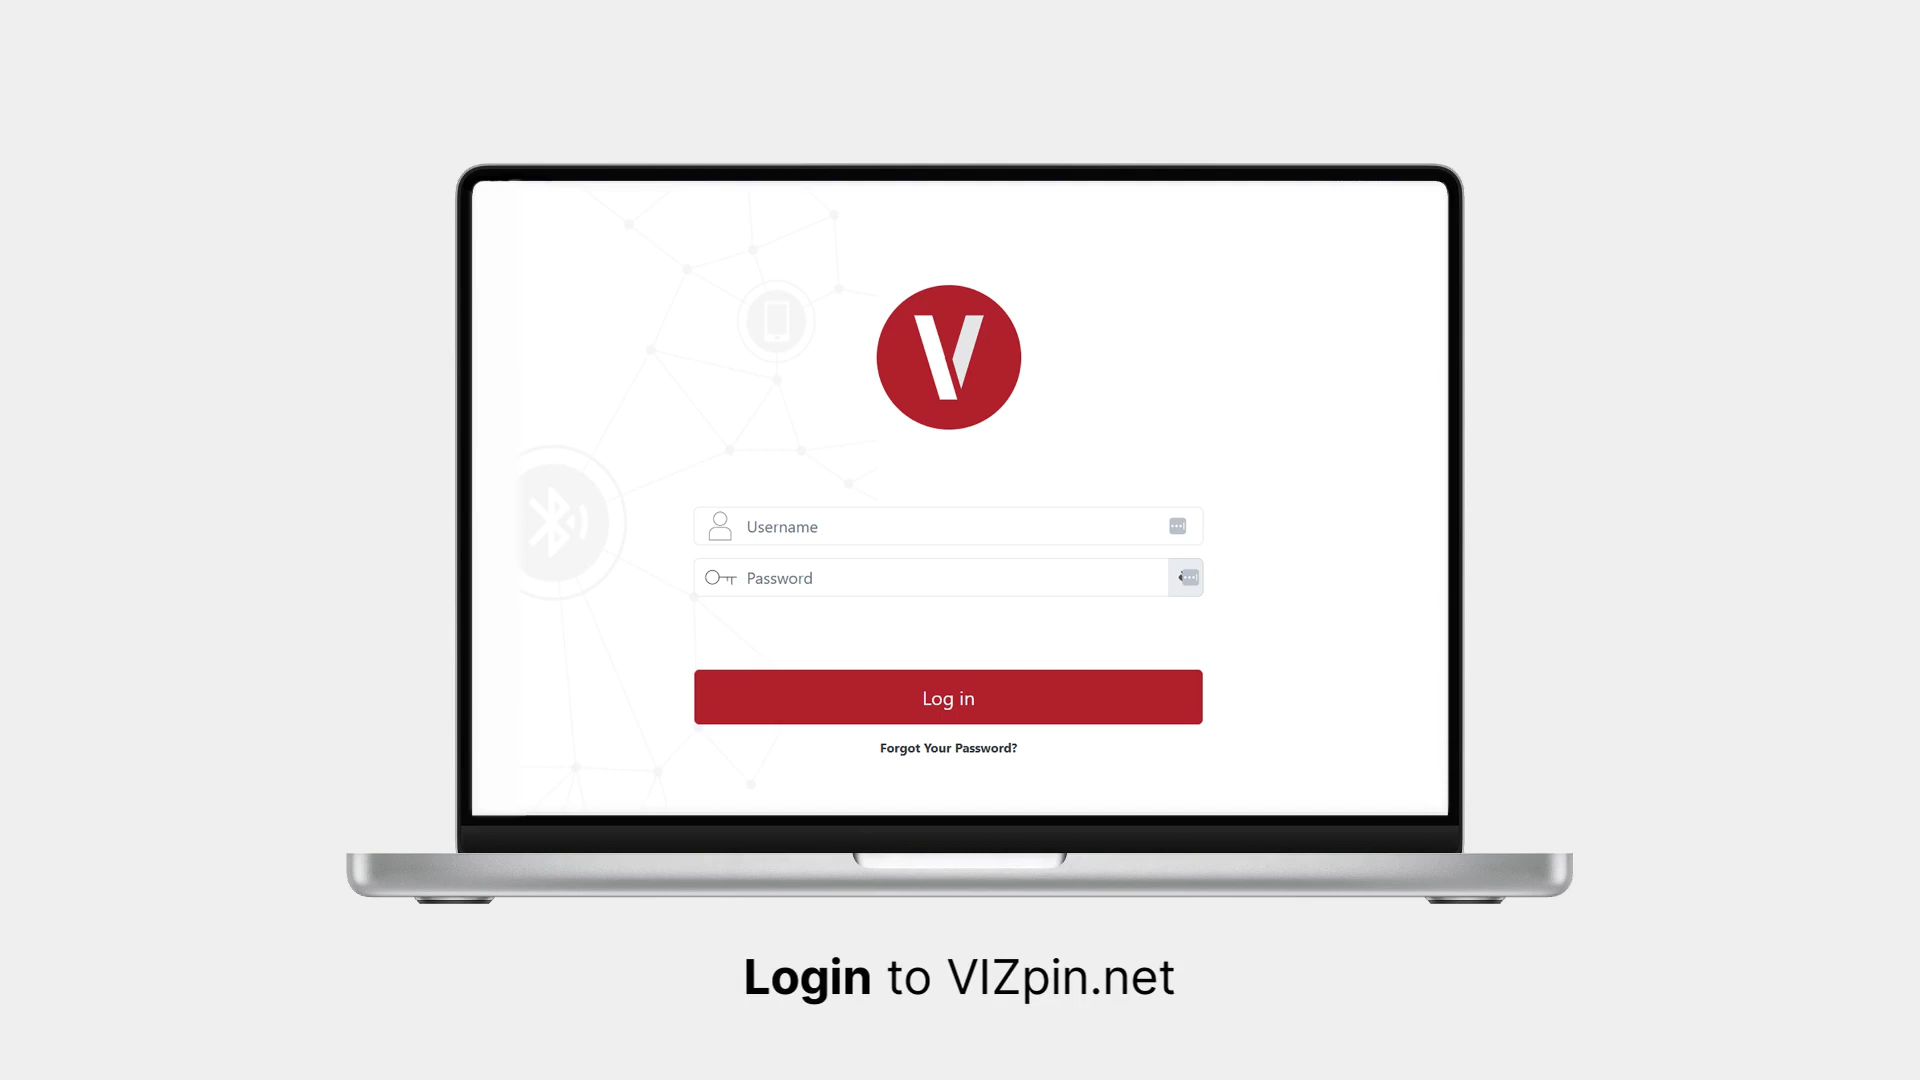 V
Username
Password
Log in
Forgot Your Password?
Login to VIZpin.net